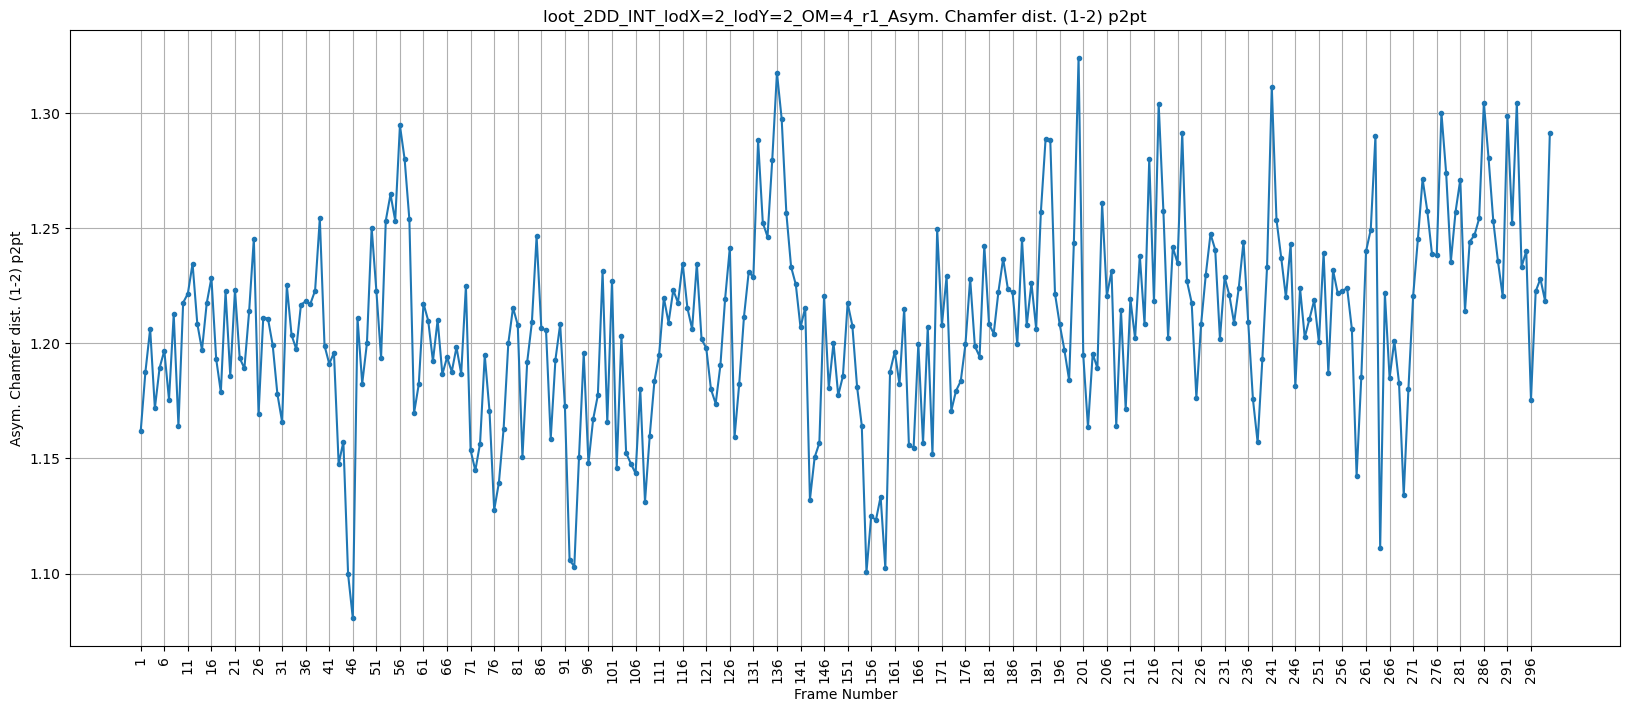 loot_2DD_INT_lodX=2_lodY=2_OM=4_r1_Asym. Chamfer dist. (1-2) p2pt
Asym. Chamfer dist. (1-2) p2pt
1.30
1.25
1.20
1.15
1.10
1 6 11 16 21 26 31 36 41 46 51 56 61 66 71 76 81 86 91 96 101 106 111 116 121 126 131 136 141 146 151 156 161 166 171 176 181 186 191 196 201 206 211 216 221 226 231 236 241 246 251 256 261 266 271 276 281 286 291 296
Frame Number